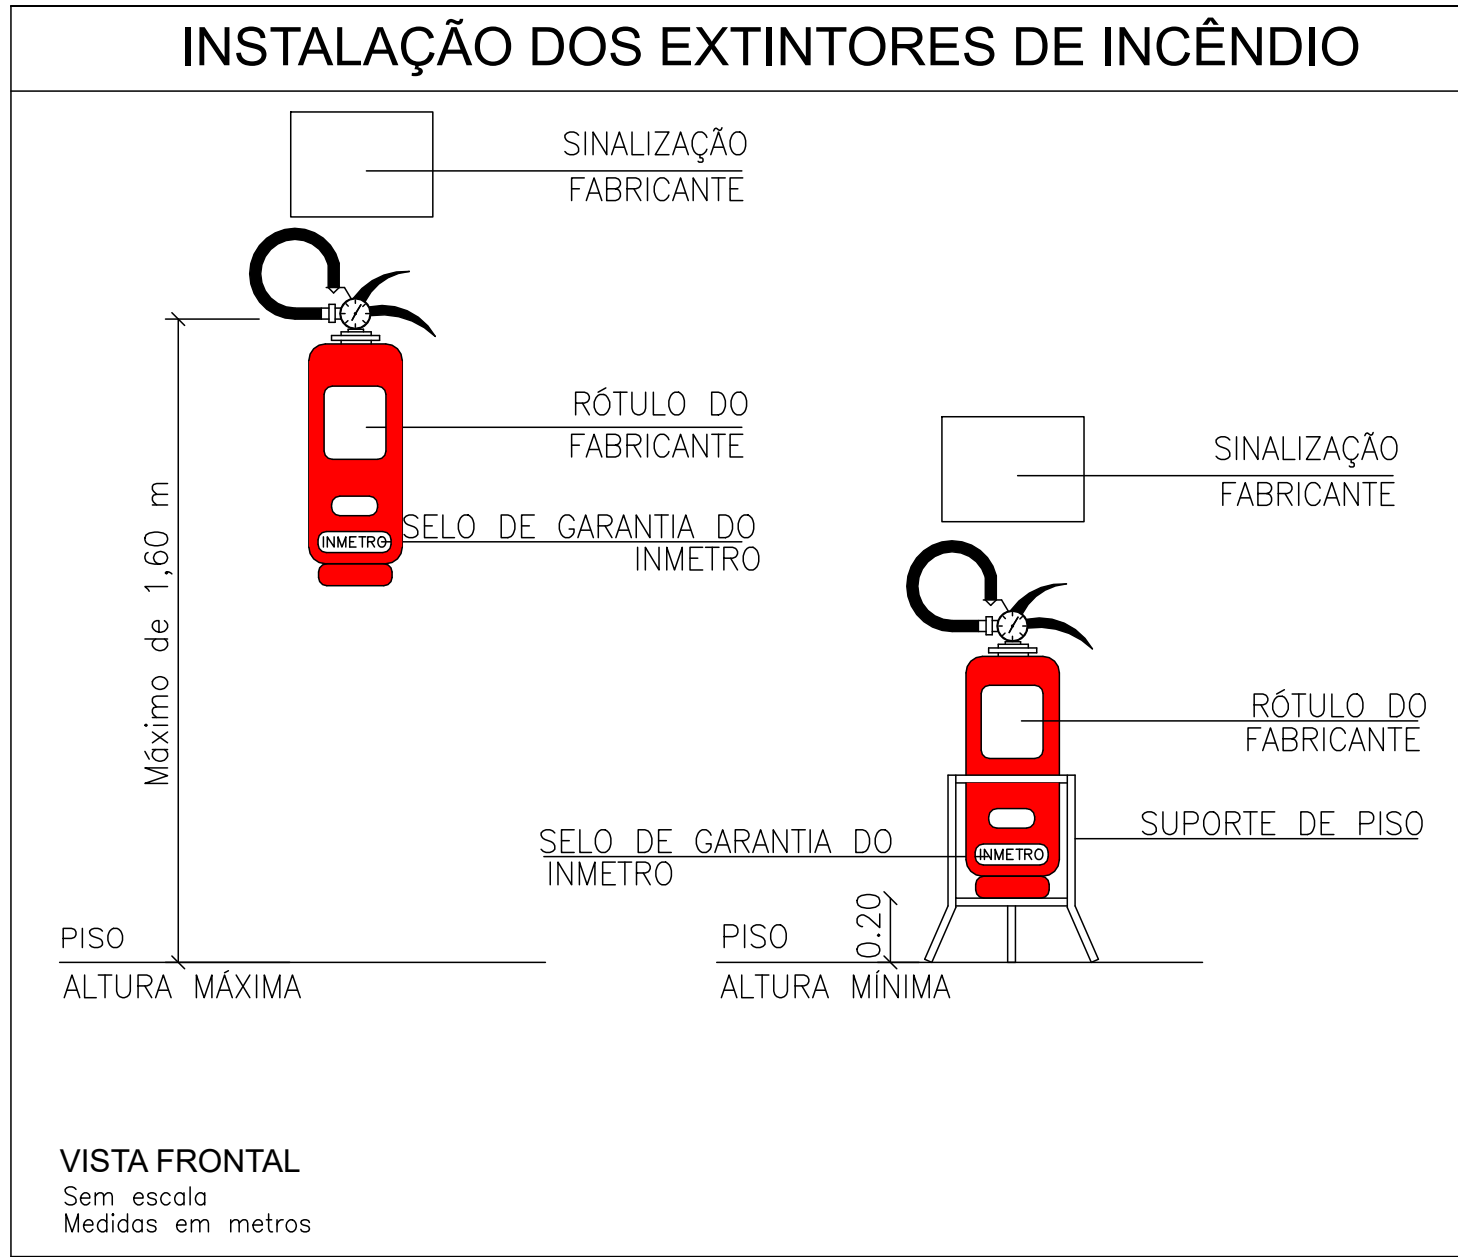 INSTALAÇÃO DOS EXTINTORES DE INCÊNDIO
SINALIZAÇÃO
FABRICANTE
RÓTULO DO
FABRICANTE
SELO DE GARANTIA DO
INMETRO
INMETRO
Máximo de 1,60 m
PISO
ALTURA MÁXIMA
SINALIZAÇÃO
FABRICANTE
RÓTULO DO
FABRICANTE
SUPORTE DE PISO
SELO DE GARANTIA DO
INMETRO
INMETRO
0.20
PISO
ALTURA MÍNIMA
VISTA FRONTAL
Sem escala
Medidas em metros